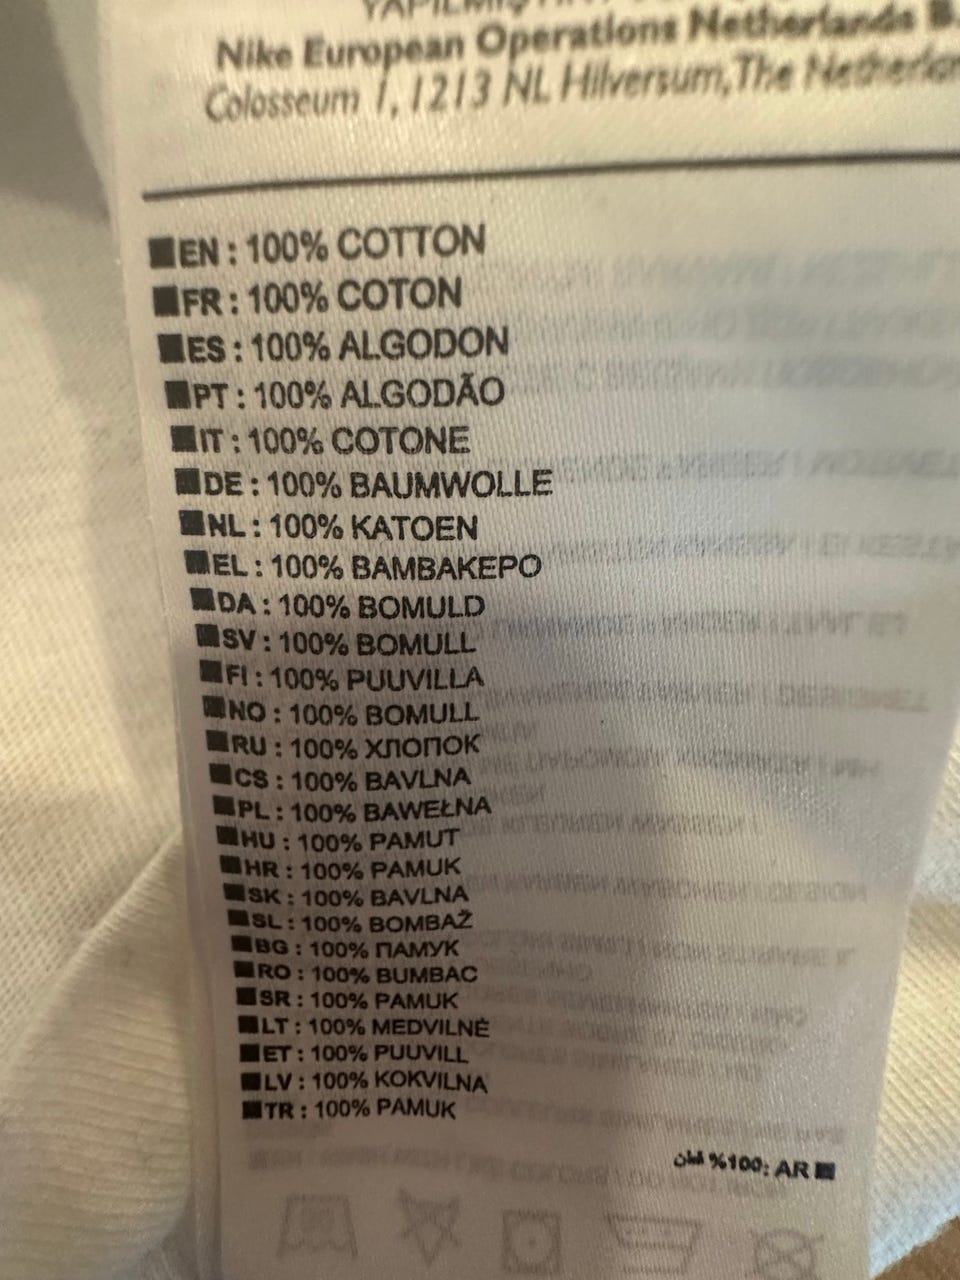 YAPILMIŞTIR
Nike European Operations Netherlands B.
Colosseum 1, 1213 NL Hilversum, The Netherlan
EN : 100% COTTON
FR : 100% COTON
ES : 100% ALGODON
PT : 100% ALGODÃO
IT : 100% COTONE
DE : 100% BAUMWOLLE
NL : 100% KATOEN
EL : 100% ΒΑΜΒΑΚΕΡΟ
DA : 100% BOMULD
SV : 100% BOMULL
FI : 100% PUUVILLA
NO : 100% BOMULL
RU : 100% ХЛОПОК
CS : 100% BAVLNA
PL : 100% BAWEŁNA
HU : 100% PAMUT
HR : 100% PAMUK
SK : 100% BAVLNA
SL : 100% BOMBAŽ
BG : 100% ПАМУК
RO : 100% BUMBAC
SR : 100% PAMUK
LT : 100% MEDVILNĖ
ET : 100% PUUVILL
LV : 100% KOKVILNA
TR : 100% PAMUK
قطن %100: AR